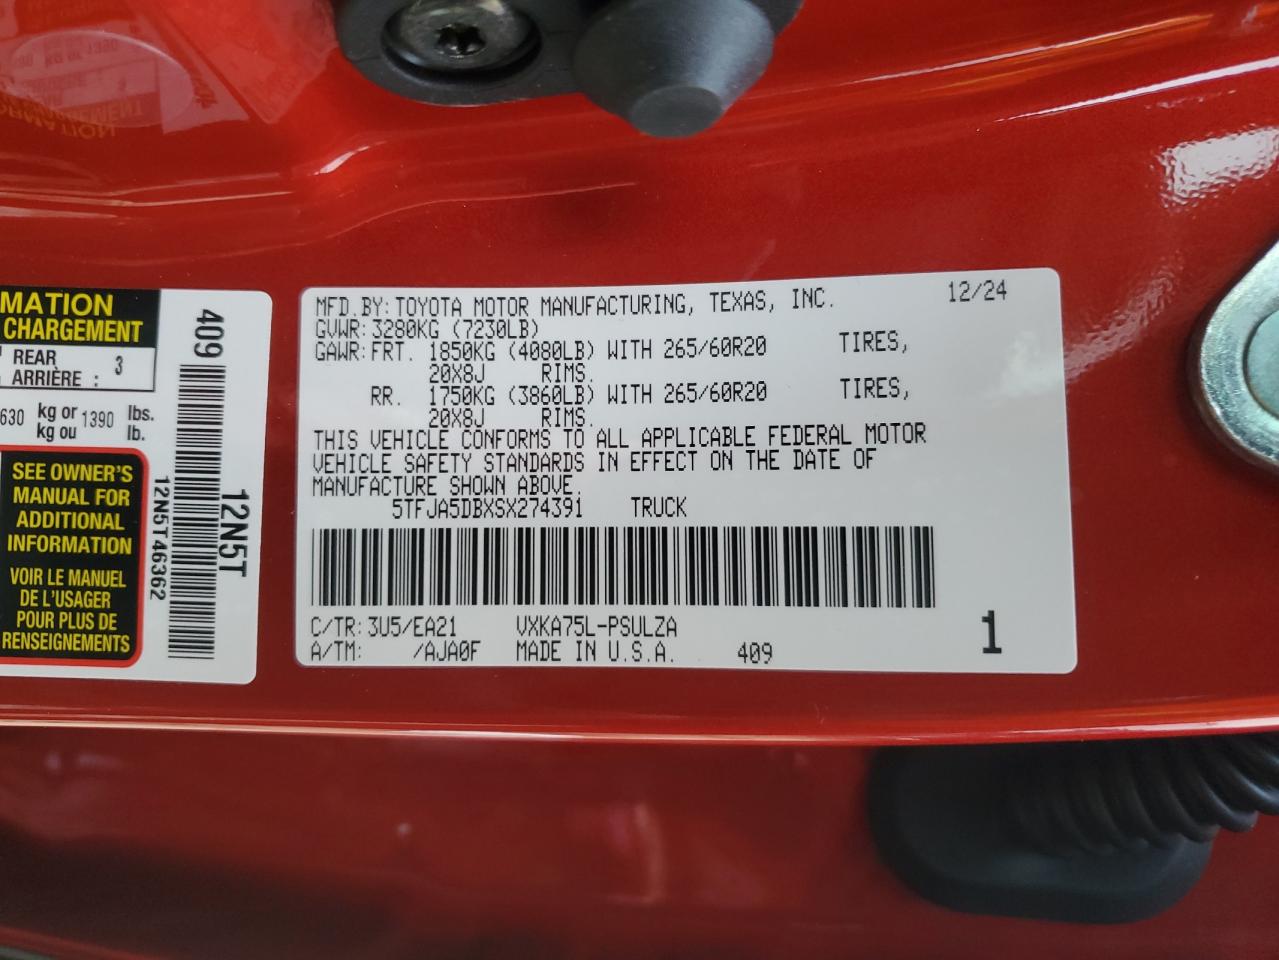 MATION
CHARGEMENT
REAR
ARRIÈRE : 3
630 kg or 1390 lbs.
kg ou lb.
SEE OWNER'S
MANUAL FOR
ADDITIONAL
INFORMATION
VOIR LE MANUEL
DE L'USAGER
POUR PLUS DE
RENSEIGNEMENTS
409
12N5T46362
12N5T
MFD.BY:TOYOTA MOTOR MANUFACTURING, TEXAS, INC. 12/24
GVWR:3280KG (7230LB)
GAWR:FRT. 1850KG (4080LB) WITH 265/60R20 TIRES,
20X8J RIMS.
RR. 1750KG (3860LB) WITH 265/60R20 TIRES,
20X8J RIMS.
THIS VEHICLE CONFORMS TO ALL APPLICABLE FEDERAL MOTOR
VEHICLE SAFETY STANDARDS IN EFFECT ON THE DATE OF
MANUFACTURE SHOWN ABOVE.
5TFJA5DBXSX274391 TRUCK
C/TR:3U5/EA21 VXKA75L-PSULZA
A/TM: /AJA0F MADE IN U.S.A. 409
1